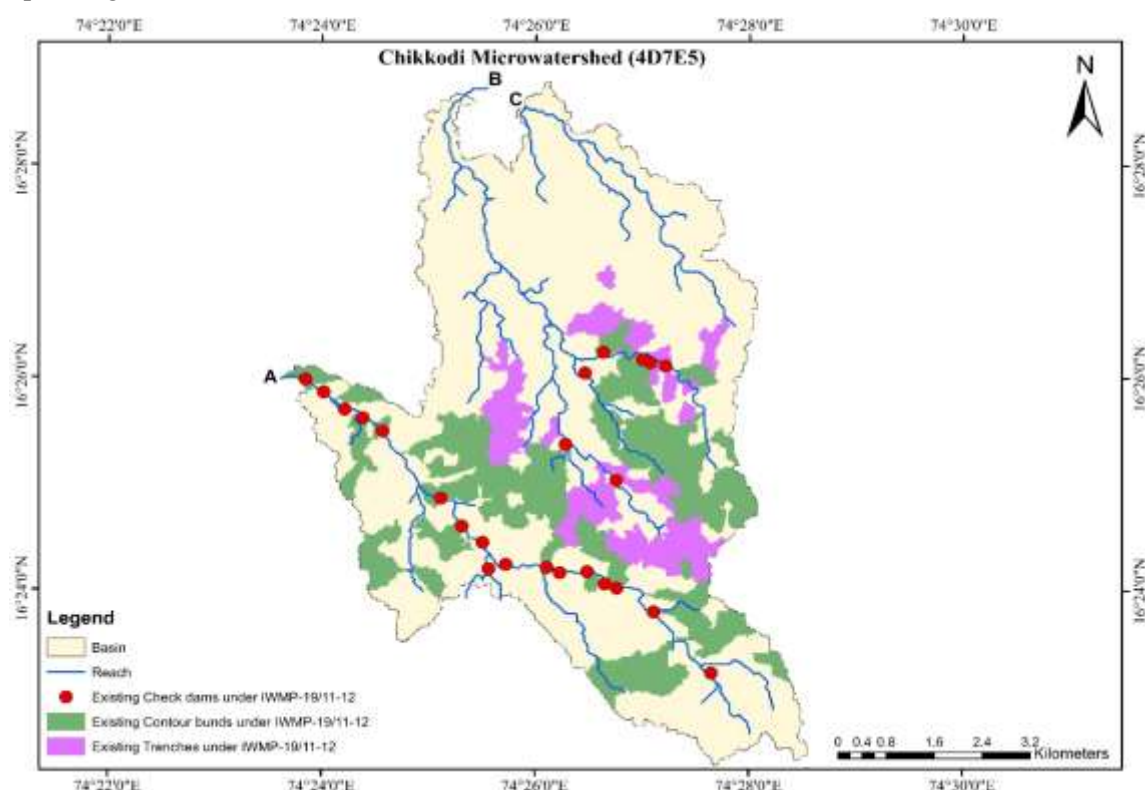 74°22'0"E 74°24'0"E 74°26'0"E 74°28'0"E 74°30'0"E
Chikkodi Microwatershed (4D7E5)
B
C
N
16°28'0"N 16°28'0"N
A
16°26'0"N 16°26'0"N
16°24'0"N 16°24'0"N
Legend
Basin
Reach
Existing Check dams under IWMP-19/11-12
Existing Contour bunds under IWMP-19/11-12
Existing Trenches under IWMP-19/11-12
0 0.4 0.8 1.6 2.4 3.2
Kilometers
74°22'0"E 74°24'0"E 74°26'0"E 74°28'0"E 74°30'0"E